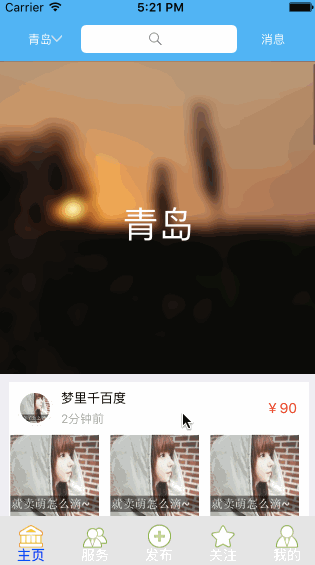 Carrier 5:21 PM
青岛 消息
青岛
梦里千百度
2分钟前
¥90
就卖萌怎么滴~ 就卖萌怎么滴~ 就卖萌怎么滴~
主页 服务 发布 关注 我的